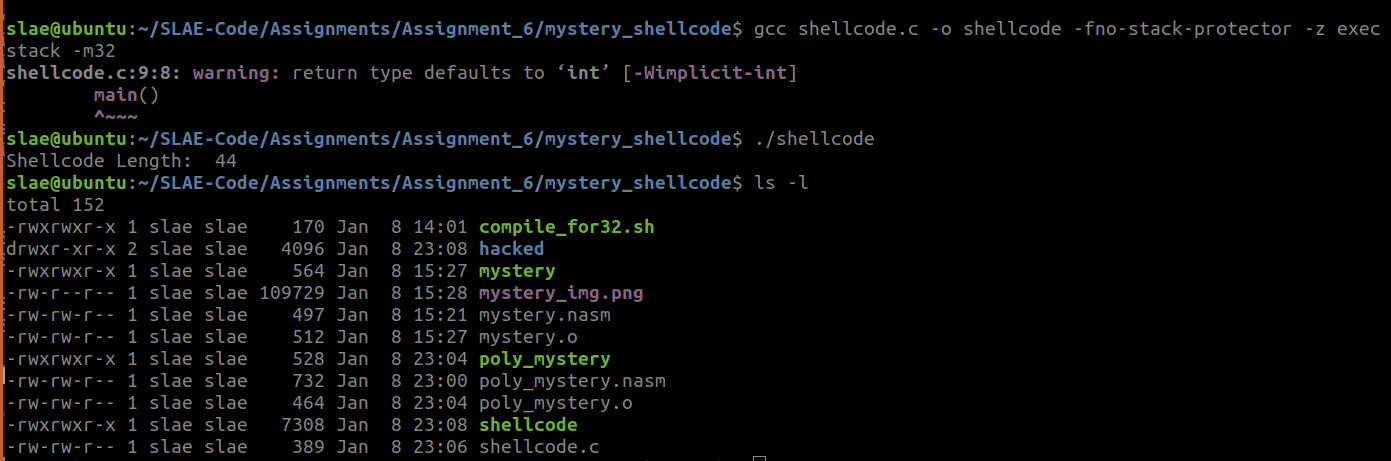 slae@ubuntu:~/SLAE-Code/Assignments/Assignment_6/mystery_shellcode$ gcc shellcode.c -o shellcode -fno-stack-protector -z exec
stack -m32
shellcode.c:9:8: warning: return type defaults to ‘int’ [-Wimplicit-int]
main()
^~~~
slae@ubuntu:~/SLAE-Code/Assignments/Assignment_6/mystery_shellcode$ ./shellcode
Shellcode Length:  44
slae@ubuntu:~/SLAE-Code/Assignments/Assignment_6/mystery_shellcode$ ls -l
total 152
-rwxrwxr-x 1 slae slae    170 Jan  8 14:01 compile_for32.sh
drwxr-xr-x 2 slae slae   4096 Jan  8 23:08 hacked
-rwxrwxr-x 1 slae slae    564 Jan  8 15:27 mystery
-rw-r--r-- 1 slae slae 109729 Jan  8 15:28 mystery_img.png
-rw-rw-r-- 1 slae slae    497 Jan  8 15:21 mystery.nasm
-rw-rw-r-- 1 slae slae    512 Jan  8 15:27 mystery.o
-rwxrwxr-x 1 slae slae    528 Jan  8 23:04 poly_mystery
-rw-rw-r-- 1 slae slae    732 Jan  8 23:00 poly_mystery.nasm
-rw-rw-r-- 1 slae slae    464 Jan  8 23:04 poly_mystery.o
-rwxrwxr-x 1 slae slae   7308 Jan  8 23:08 shellcode
-rw-rw-r-- 1 slae slae    389 Jan  8 23:06 shellcode.c